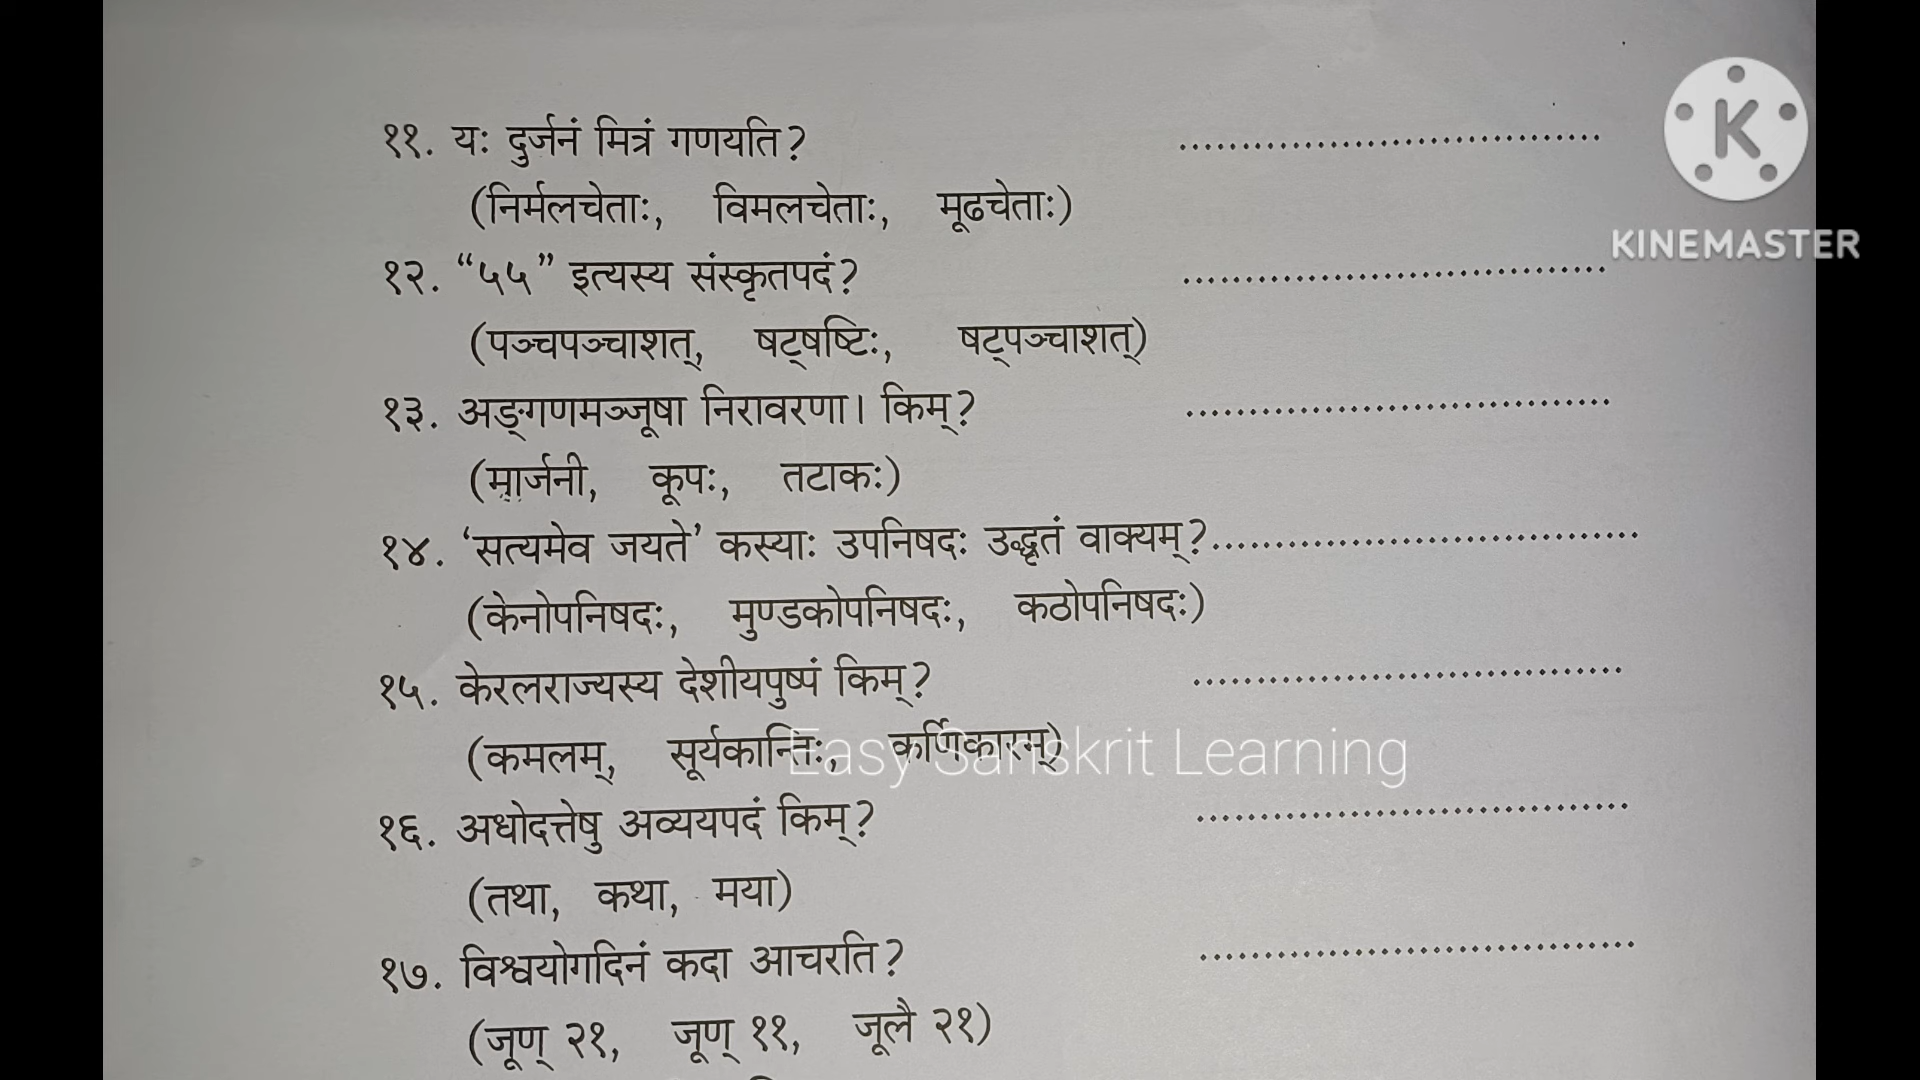 ११. यः दुर्जनं मित्रं गणयति? ................................
(निर्मलचेताः, विमलचेताः, मूढचेताः)
K
KINEMASTER
१२. “५५” इत्यस्य संस्कृतपदं? ................................
(पञ्चपञ्चाशत्, षट्षष्टिः, षट्पञ्चाशत्)
१३. अङ्गणमञ्जूषा निरावरणा। किम्? ................................
(मार्जनी, कूपः, तटाकः)
१४. ‘सत्यमेव जयते’ कस्याः उपनिषदः उद्धृतं वाक्यम्?................................
(केनोपनिषदः, मुण्डकोपनिषदः, कठोपनिषदः)
१५. केरलराज्यस्य देशीयपुष्पं किम्? ................................
(कमलम्, सूर्यकान्तिः, कर्णिकारम्)
Easy Sanskrit Learning
१६. अधोदत्तेषु अव्ययपदं किम्? ................................
(तथा, कथा, मया)
१७. विश्वयोगदिनं कदा आचरति? ................................
(जूण् २१, जूण् ११, जूलै २१)